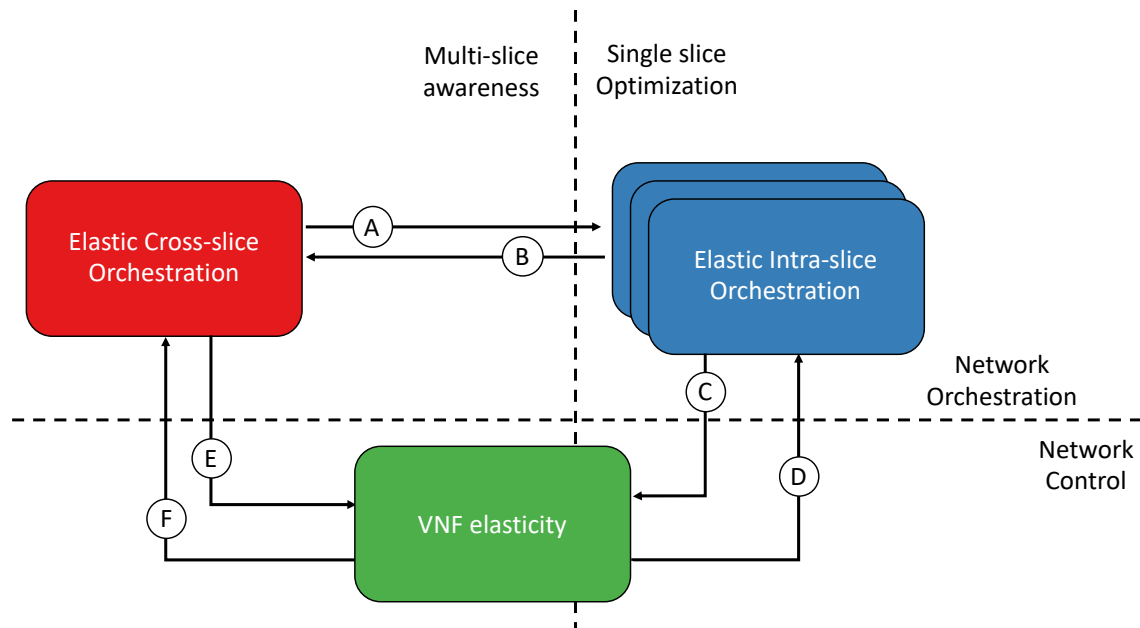 Multi-slice
awareness
Single slice
Optimization
Elastic Cross-slice
Orchestration
A
B
Elastic Intra-slice
Orchestration
C
Network
Orchestration
E
D
Network
Control
F
VNF elasticity